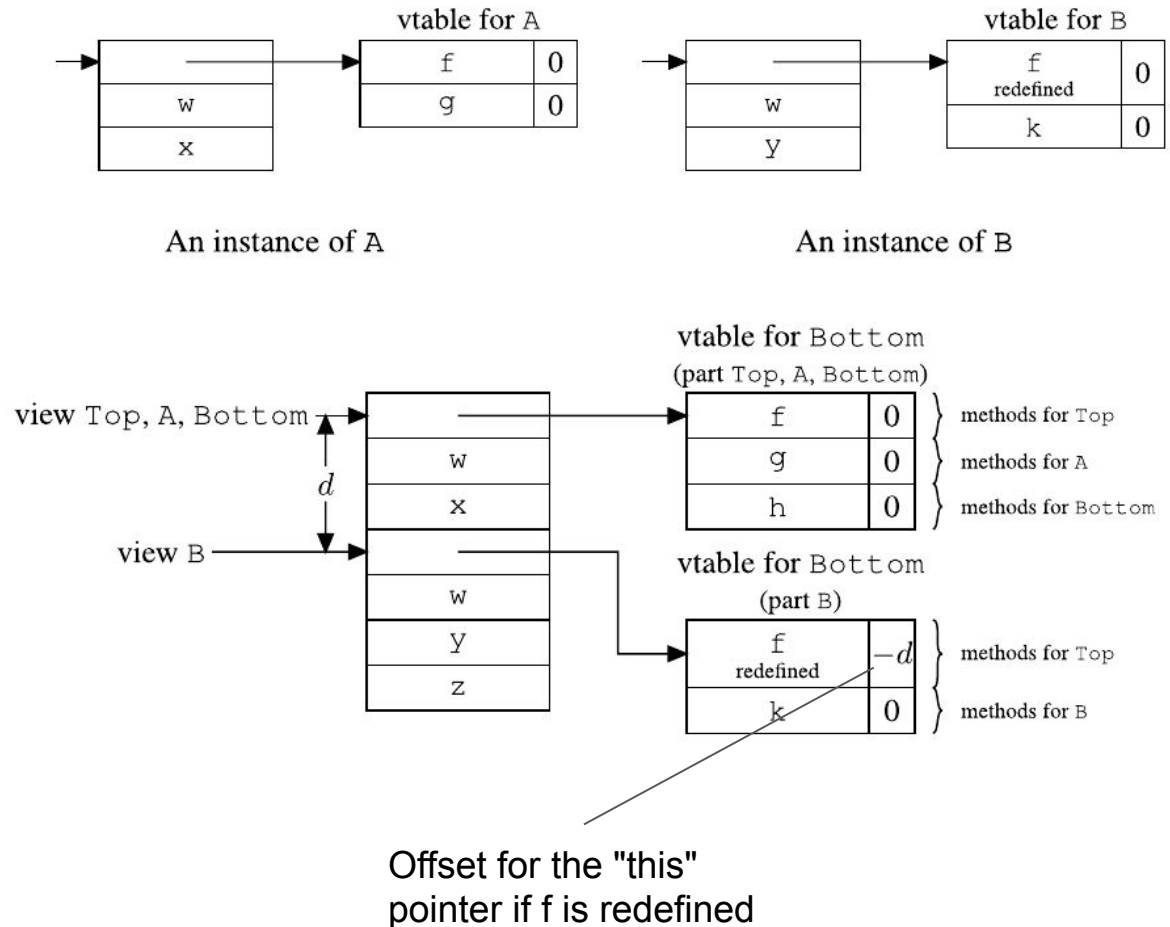 vtable for A
f 0
g 0
w
x
An instance of A
vtable for B
f 0
redefined
k 0
w
y
An instance of B
vtable for Bottom
(part Top, A, Bottom)
view Top, A, Bottom
f 0 methods for Top
w
g 0 methods for A
d
x
h 0 methods for Bottom
view B
vtable for Bottom
(part B)
w
y
z
f −d methods for Top
redefined
k 0 methods for B
Offset for the "this"
pointer if f is redefined